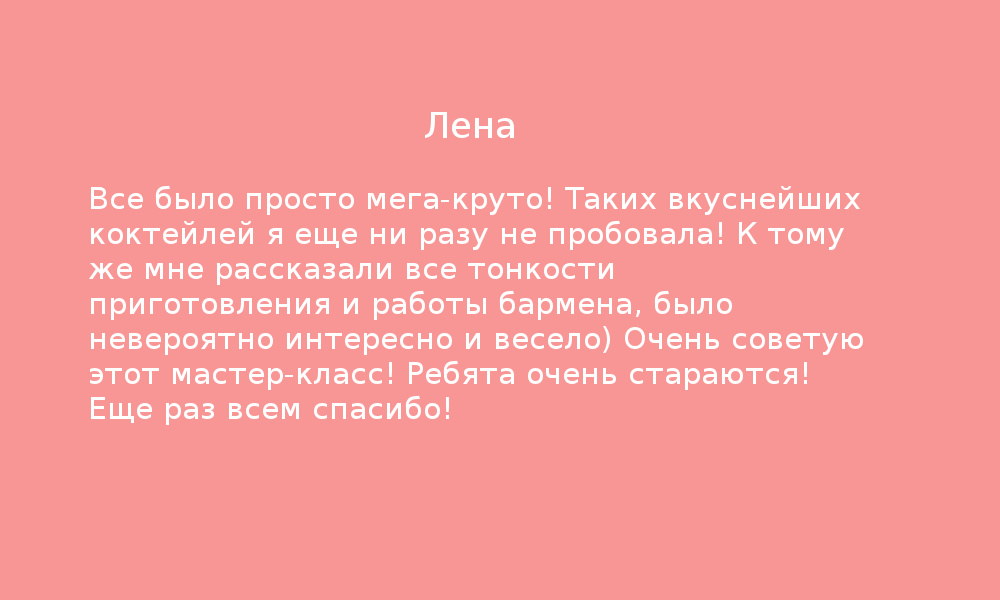 Лена
Все было просто мега-круто! Таких вкуснейших
коктейлей я еще ни разу не пробовала! К тому
же мне рассказали все тонкости
приготовления и работы бармена, было
невероятно интересно и весело) Очень советую
этот мастер-класс! Ребята очень стараются!
Еще раз всем спасибо!